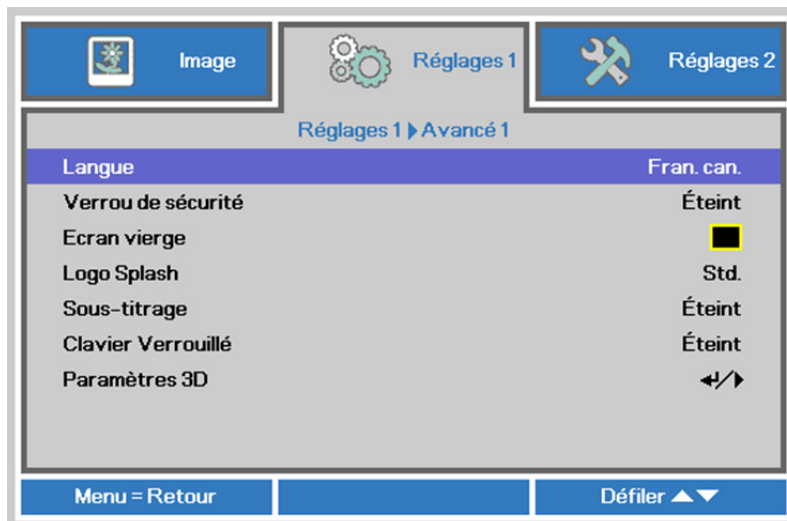 Image
Réglages 1
Réglages 2
Réglages 1 Avancé 1
Langue Fran. can.
Verrou de sécurité Éteint
Ecran vierge
Logo Splash Std.
Sous-titrage Éteint
Clavier Verrouillé Éteint
Paramètres 3D
Menu = Retour
Défiler